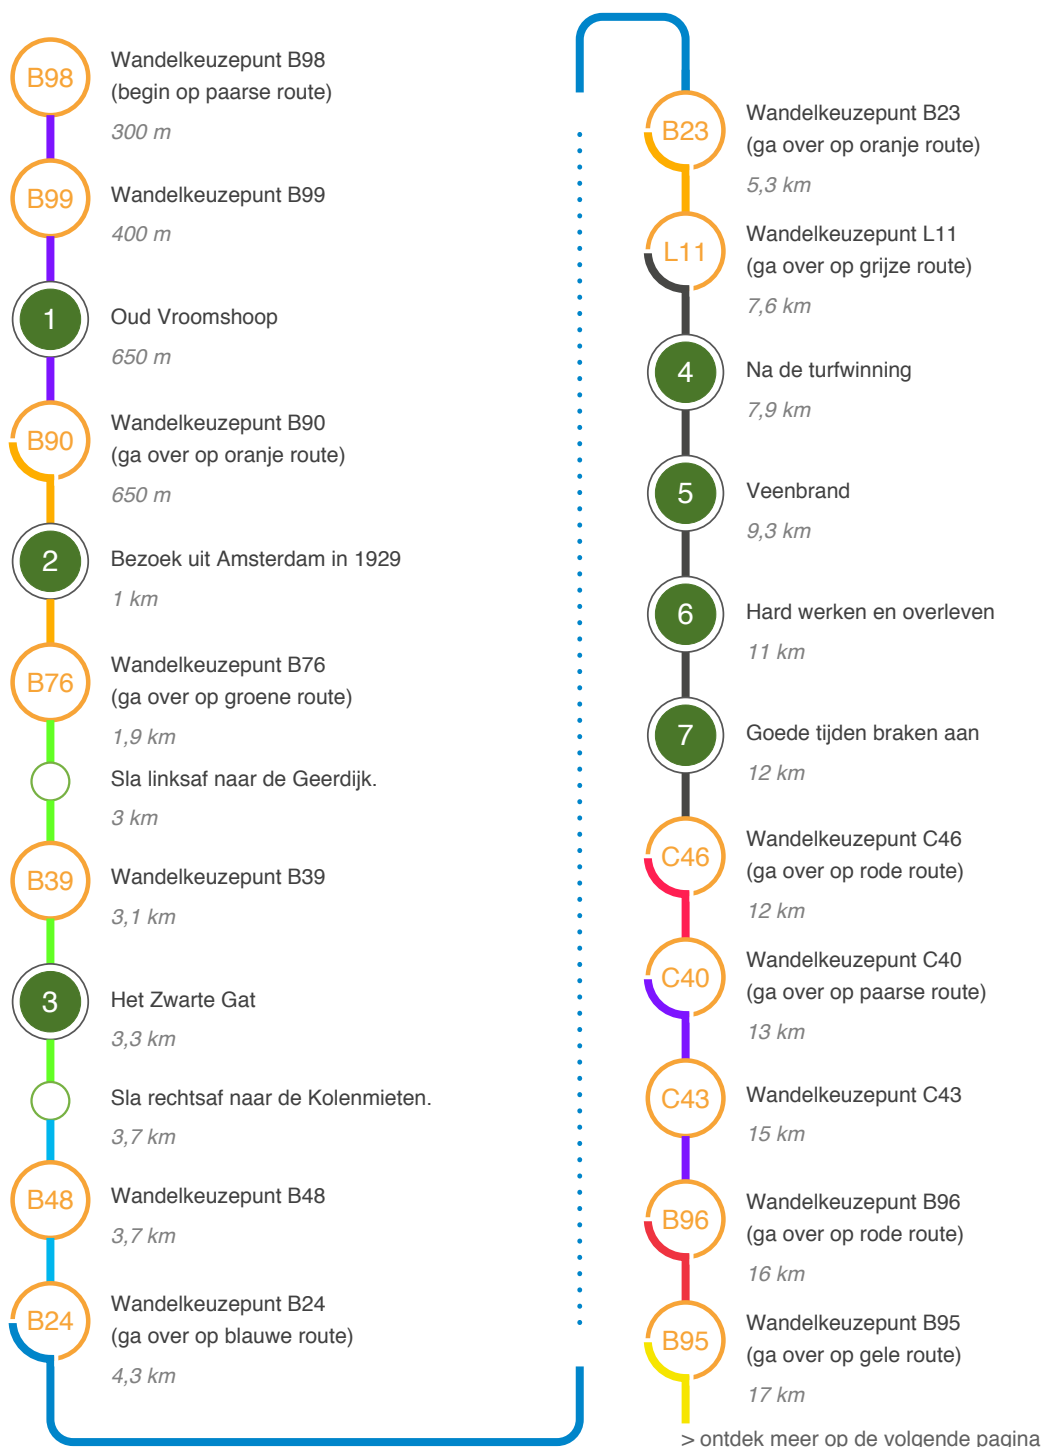 B98
Wandelkeuzepunt B98
(begin op paarse route)
300 m
B99
Wandelkeuzepunt B99
400 m
1
Oud Vroomshoop
650 m
B90
Wandelkeuzepunt B90
(ga over op oranje route)
650 m
2
Bezoek uit Amsterdam in 1929
1 km
B76
Wandelkeuzepunt B76
(ga over op groene route)
1,9 km
Sla linksaf naar de Geerdijk.
3 km
B39
Wandelkeuzepunt B39
3,1 km
3
Het Zwarte Gat
3,3 km
Sla rechtsaf naar de Kolenmieten.
3,7 km
B48
Wandelkeuzepunt B48
3,7 km
B24
Wandelkeuzepunt B24
(ga over op blauwe route)
4,3 km
B23
Wandelkeuzepunt B23
(ga over op oranje route)
5,3 km
L11
Wandelkeuzepunt L11
(ga over op grijze route)
7,6 km
4
Na de turfwinning
7,9 km
5
Veenbrand
9,3 km
6
Hard werken en overleven
11 km
7
Goede tijden braken aan
12 km
C46
Wandelkeuzepunt C46
(ga over op rode route)
12 km
C40
Wandelkeuzepunt C40
(ga over op paarse route)
13 km
C43
Wandelkeuzepunt C43
15 km
B96
Wandelkeuzepunt B96
(ga over op rode route)
16 km
B95
Wandelkeuzepunt B95
(ga over op gele route)
17 km
> ontdek meer op de volgende pagina